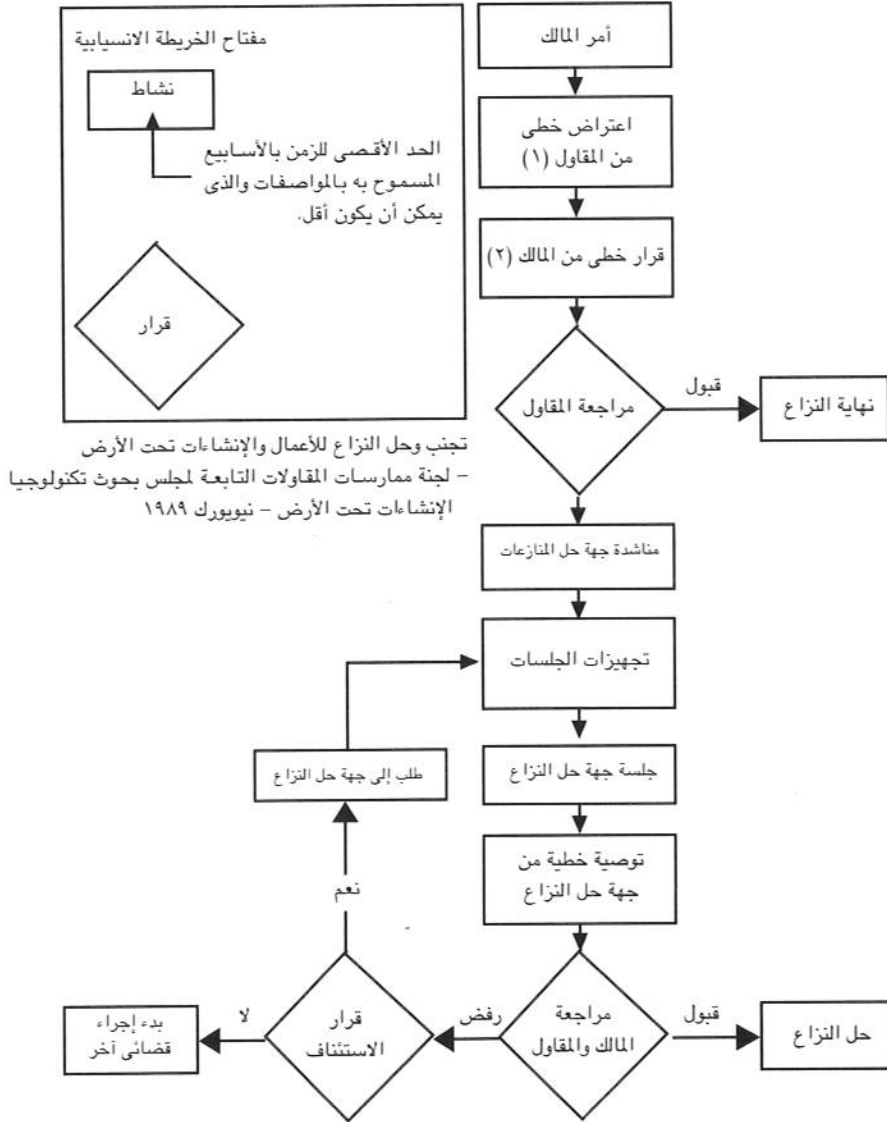 مفتاح الخريطة الانسيابية
نشاط
الحد الأقصى للزمن بالأسابيع
المسموح به بالمواصفات والذى
يمكن أن يكون أقل.
قرار
تجنب وحل النزاع للأعمال والإنشاءات تحت الأرض
– لجنة ممارسات المقاولات التابعة لمجلس بحوث تكنولوجيا
الإنشاءات تحت الأرض – نيويورك ١٩٨٩
أمر المالك
اعتراض خطى
من المقاول (١)
قرار خطى من المالك (٢)
مراجعة المقاول
قبول
نهاية النزاع
مناشدة جهة حل المنازعات
تجهيزات الجلسات
جلسة جهة حل النزاع
توصية خطية من
جهة حل النزاع
مراجعة
المالك والمقاول
قبول
حل النزاع
رفض
قرار
الاستئناف
نعم
طلب إلى جهة حل النزاع
لا
بدء إجراء
قضائى آخر